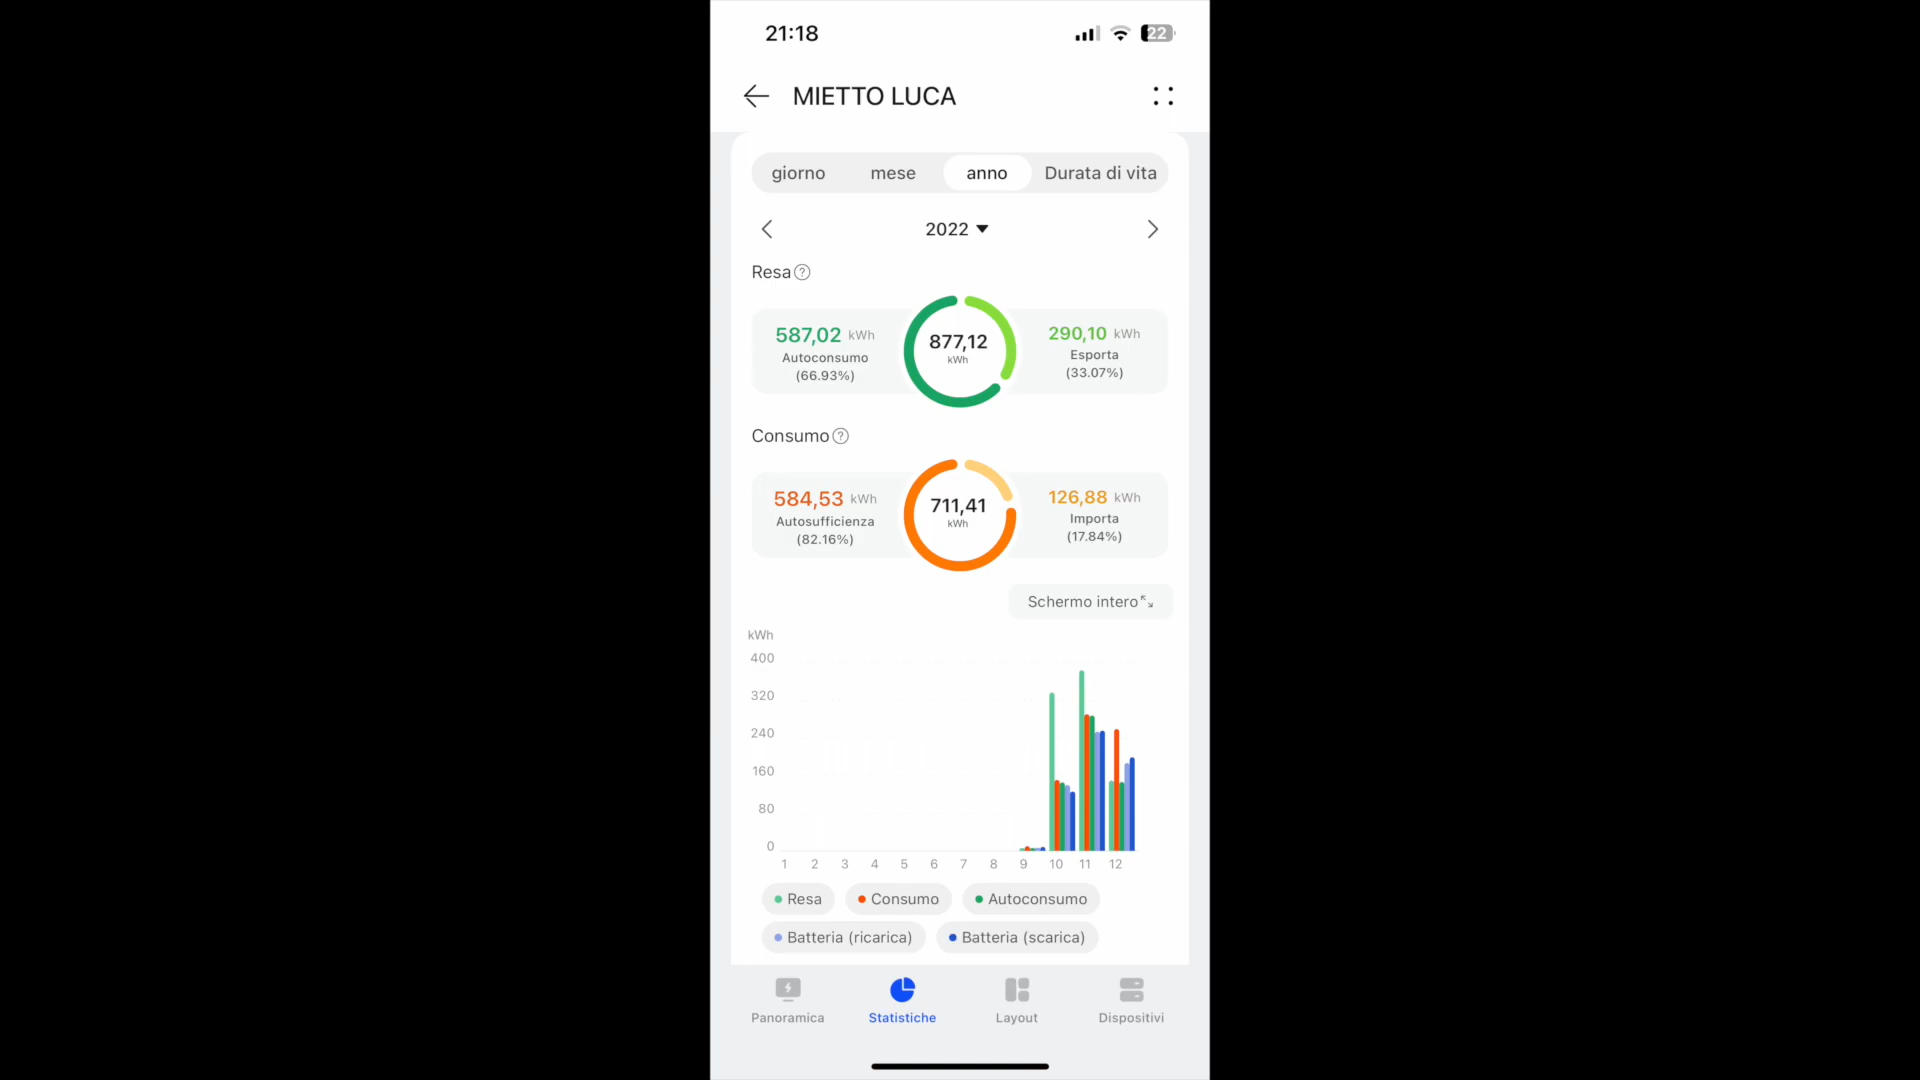 21:18
22
MIETTO LUCA
giorno mese anno Durata di vita
2022
Resa ?
587,02 kWh
Autoconsumo
(66.93%)
877,12
kWh
290,10 kWh
Esporta
(33.07%)
Consumo ?
584,53 kWh
Autosufficienza
(82.16%)
711,41
kWh
126,88 kWh
Importa
(17.84%)
Schermo intero
kWh
400
320
240
160
80
0
1 2 3 4 5 6 7 8 9 10 11 12
Resa Consumo Autoconsumo
Batteria (ricarica) Batteria (scarica)
Panoramica Statistiche Layout Dispositivi